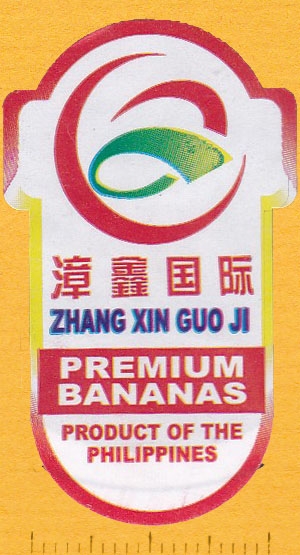 漳鑫国际
ZHANG XIN GUO JI
PREMIUM
BANANAS
PRODUCT OF THE
PHILIPPINES